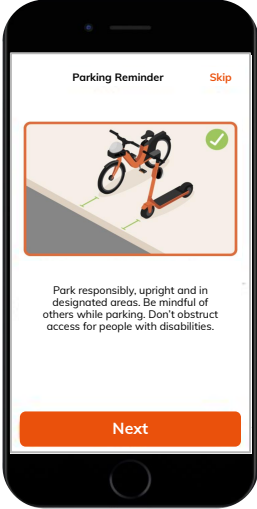 Parking Reminder
Skip
Park responsibly, upright and in
designated areas. Be mindful of
others while parking. Don't obstruct
access for people with disabilities.
Next